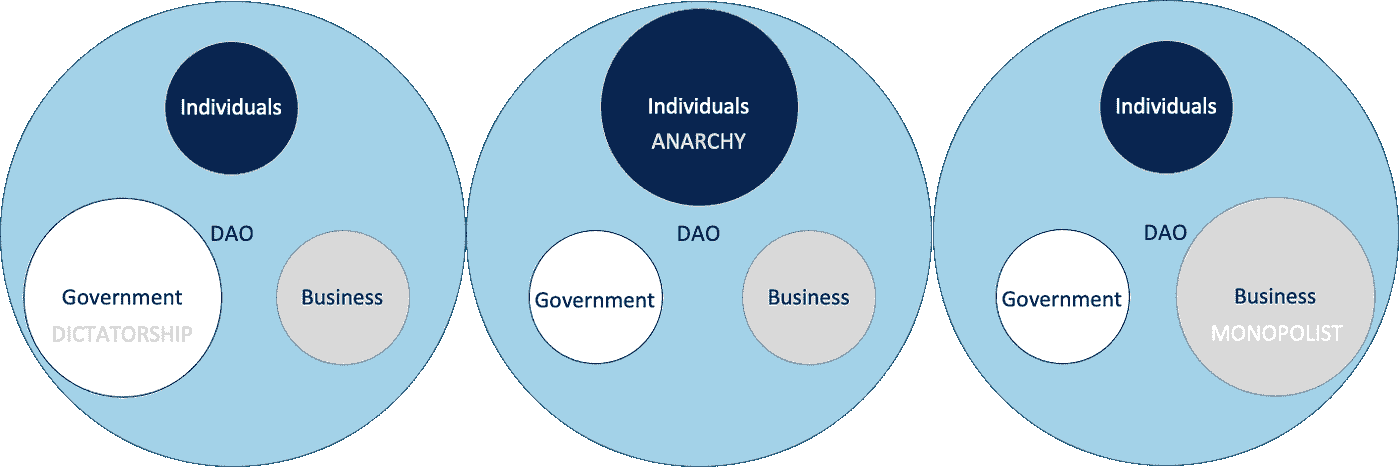 Individuals
DAO
Government
DICTATORSHIP
Business
Individuals
ANARCHY
DAO
Government
Business
Individuals
DAO
Government
Business
MONOPOLIST